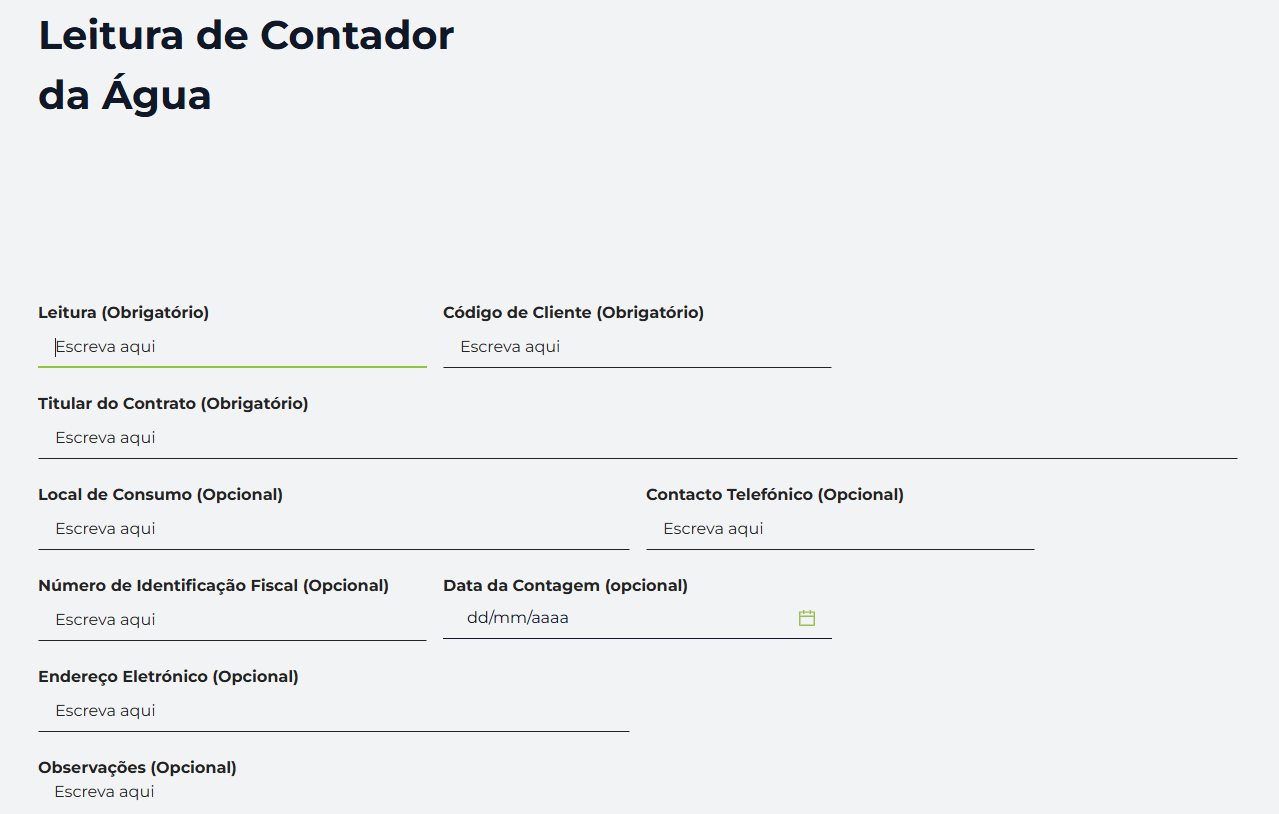 Leitura de Contador
da Água
Leitura (Obrigatório)
Código de Cliente (Obrigatório)
Escreva aqui
Escreva aqui
Titular do Contrato (Obrigatório)
Escreva aqui
Local de Consumo (Opcional)
Contacto Telefónico (Opcional)
Escreva aqui
Escreva aqui
Número de Identificação Fiscal (Opcional)
Data da Contagem (opcional)
Escreva aqui
dd/mm/aaaa
Endereço Eletrónico (Opcional)
Escreva aqui
Observações (Opcional)
Escreva aqui